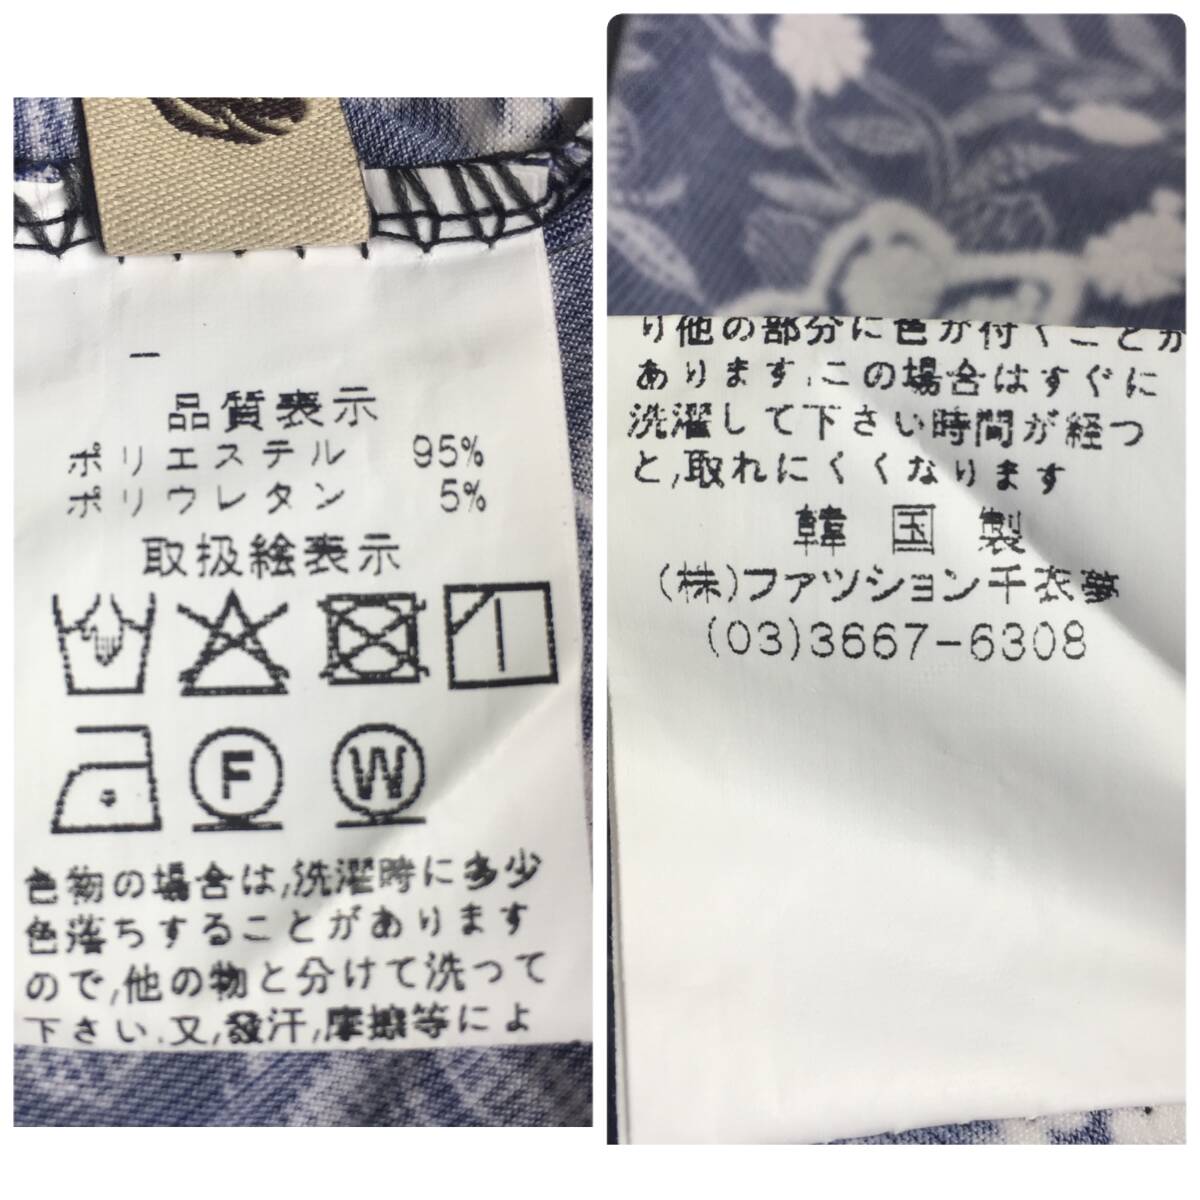 品質表示
ポリエステル 95%
ポリウレタン 5%
取扱絵表示
F W
色物の場合は,洗濯時に多少
色落ちすることがあります
ので,他の物と分けて洗って
下さい.又,發汗,摩擦等によ
り他の部分に色が付くことが
あります.この場合はすぐに
洗濯して下さい時間が経つ
と,取れにくくなります
韓国製
(株)ファツション千衣夢
(03)3667-6308